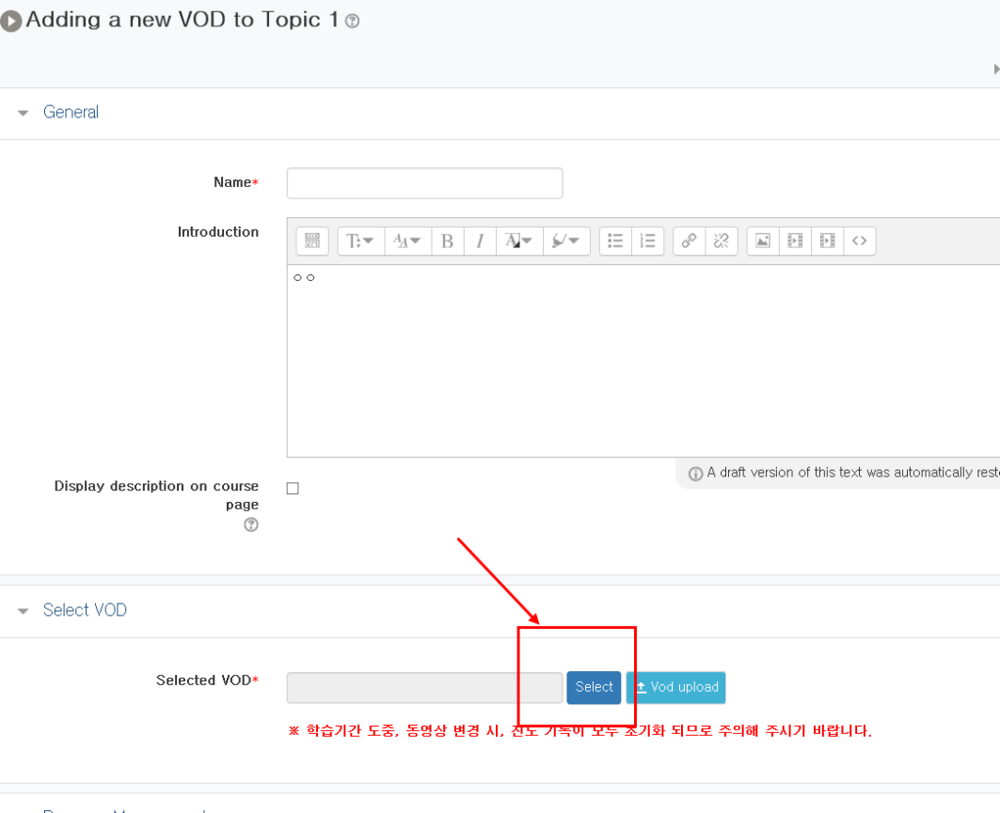 Adding a new VOD to Topic 1
General
Name*
Introduction
A draft version of this text was automatically
Display description on course
page
Select VOD
Selected VOD*
Select
Vod upload
※ 학습기간 도중, 동영상 변경 시, 진도 기록이 모두 초기화 되므로 주의해 주시기 바랍니다.